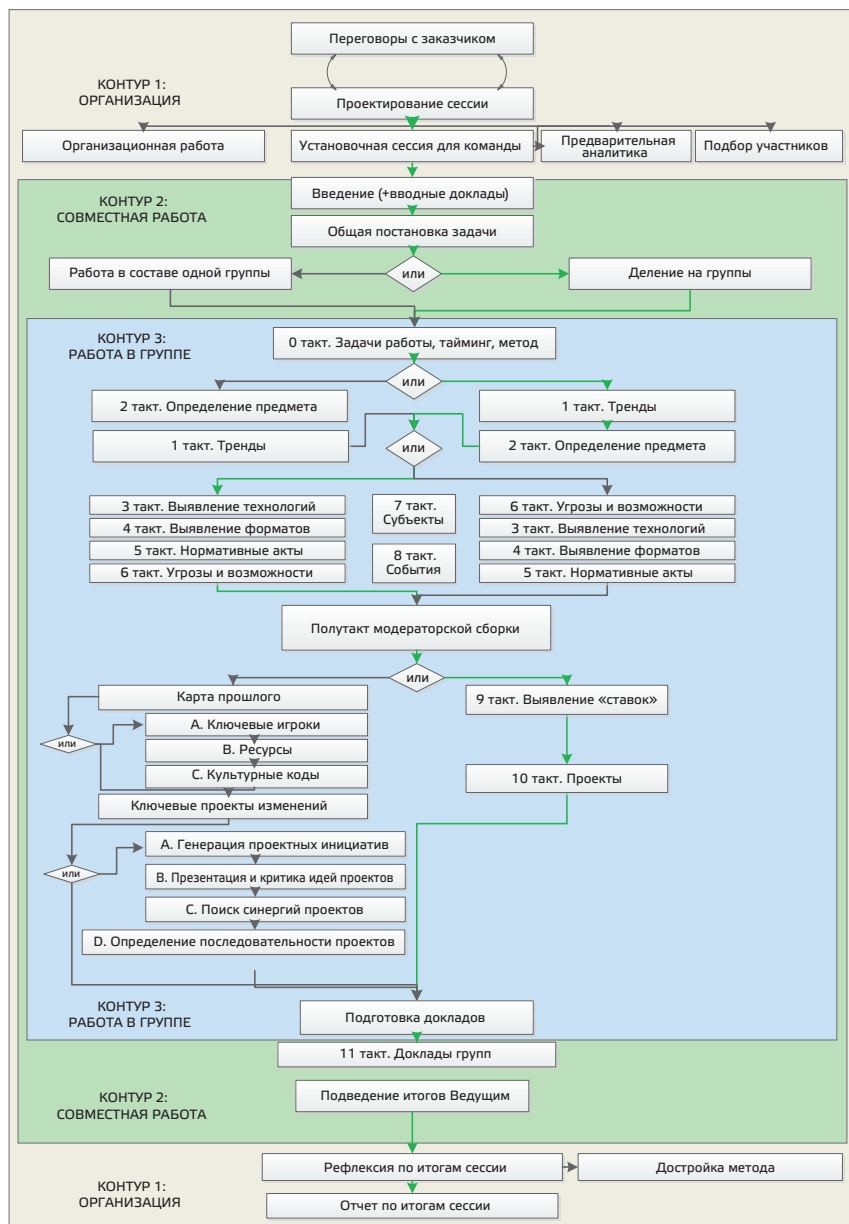 Переговоры с заказчиком
КОНТУР 1:
ОРГАНИЗАЦИЯ
Проектирование сессии
Организационная работа
Установочная сессия для команды
Предварительная
аналитика
Подбор участников
КОНТУР 2:
СОВМЕСТНАЯ РАБОТА
Введение (+вводные доклады)
Общая постановка задачи
Работа в составе одной группы
или
Деление на группы
КОНТУР 3:
РАБОТА В ГРУППЕ
0 такт. Задачи работы, тайминг, метод
или
2 такт. Определение предмета
1 такт. Тренды
1 такт. Тренды
или
2 такт. Определение предмета
3 такт. Выявление технологий
4 такт. Выявление форматов
5 такт. Нормативные акты
6 такт. Угрозы и возможности
7 такт.
Субъекты
8 такт.
События
6 такт. Угрозы и возможности
3 такт. Выявление технологий
4 такт. Выявление форматов
5 такт. Нормативные акты
Полутакт модераторской сборки
или
Карта прошлого
9 такт. Выявление «ставок»
или
A. Ключевые игроки
B. Ресурсы
C. Культурные коды
10 такт. Проекты
Ключевые проекты изменений
или
A. Генерация проектных инициатив
B. Презентация и критика идей проектов
C. Поиск синергий проектов
D. Определение последовательности проектов
КОНТУР 3:
РАБОТА В ГРУППЕ
Подготовка докладов
11 такт. Доклады групп
КОНТУР 2:
СОВМЕСТНАЯ РАБОТА
Подведение итогов Ведущим
КОНТУР 1:
ОРГАНИЗАЦИЯ
Рефлексия по итогам сессии
Достройка метода
Отчет по итогам сессии